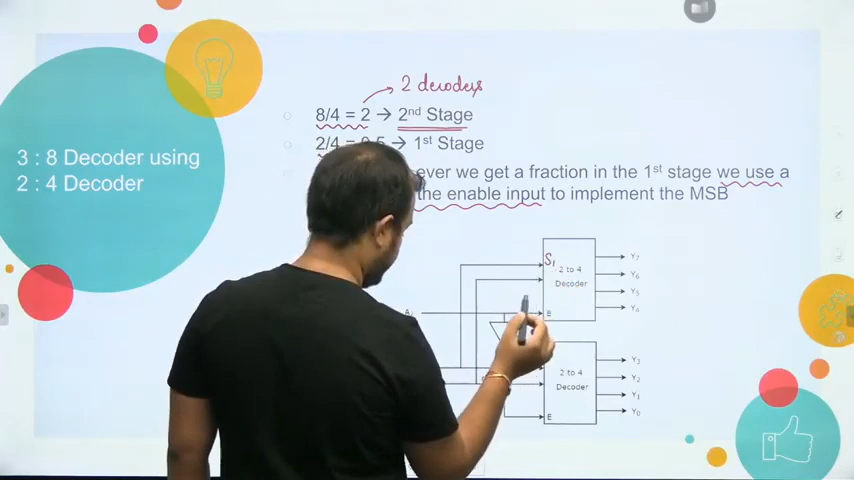 2 decoders
3 : 8 Decoder using
2 : 4 Decoder
8/4 = 2 → 2nd Stage
2/4 = 0.5 → 1st Stage
ever we get a fraction in the 1st stage we use a
the enable input to implement the MSB
S1
2 to 4
Decoder
E
Y7
Y6
Y5
Y4
A
2 to 4
Decoder
E
Y3
Y2
Y1
Y0